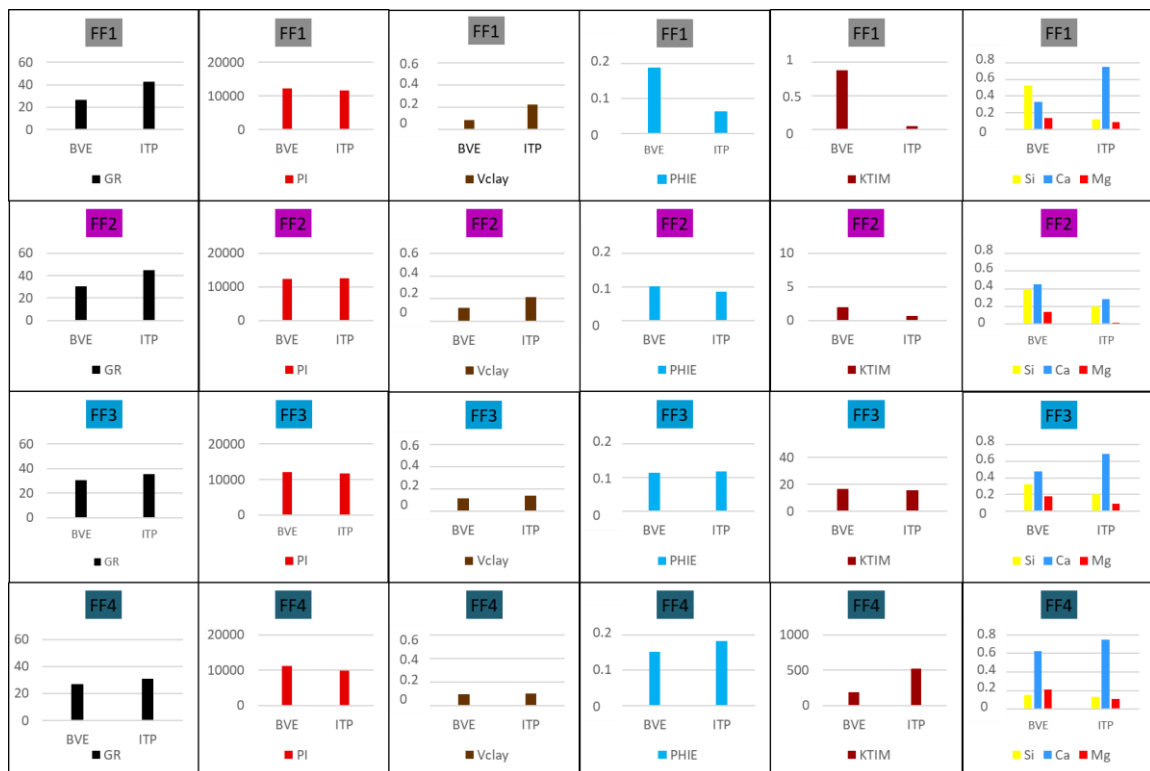 FF1 FF1 FF1 FF1 FF1 FF1
60 20000 0.6 0.2 1 0.8
40 0.4 0.6
10000 0.1 0.5 0.4
20 0.2 0.2
0 0 0 0 0 0
BVE ITP BVE ITP BVE ITP BVE ITP BVE ITP BVE ITP
GR PI Vclay PHIE KTIM Si Ca Mg
FF2 FF2 FF2 FF2 FF2 FF2
60 20000 0.6 0.2 10 0.8
40 0.4 0.6
10000 0.1 5 0.4
20 0.2 0.2
0 0 0 0 0 0
BVE ITP BVE ITP BVE ITP BVE ITP BVE ITP BVE ITP
GR PI Vclay PHIE KTIM Si Ca Mg
FF3 FF3 FF3 FF3 FF3 FF3
60 20000 0.6 0.2 40 0.8
40 0.4 0.6
10000 0.1 20 0.4
20 0.2 0.2
0 0 0 0 0 0
BVE ITP BVE ITP BVE ITP BVE ITP BVE ITP BVE ITP
GR PI Vclay PHIE KTIM Si Ca Mg
FF4 FF4 FF4 FF4 FF4 FF4
60 20000 0.6 0.2 1000 0.8
40 0.4 0.6
10000 0.1 500 0.4
20 0.2 0.2
0 0 0 0 0 0
BVE ITP BVE ITP BVE ITP BVE ITP BVE ITP BVE ITP
GR PI Vclay PHIE KTIM Si Ca Mg